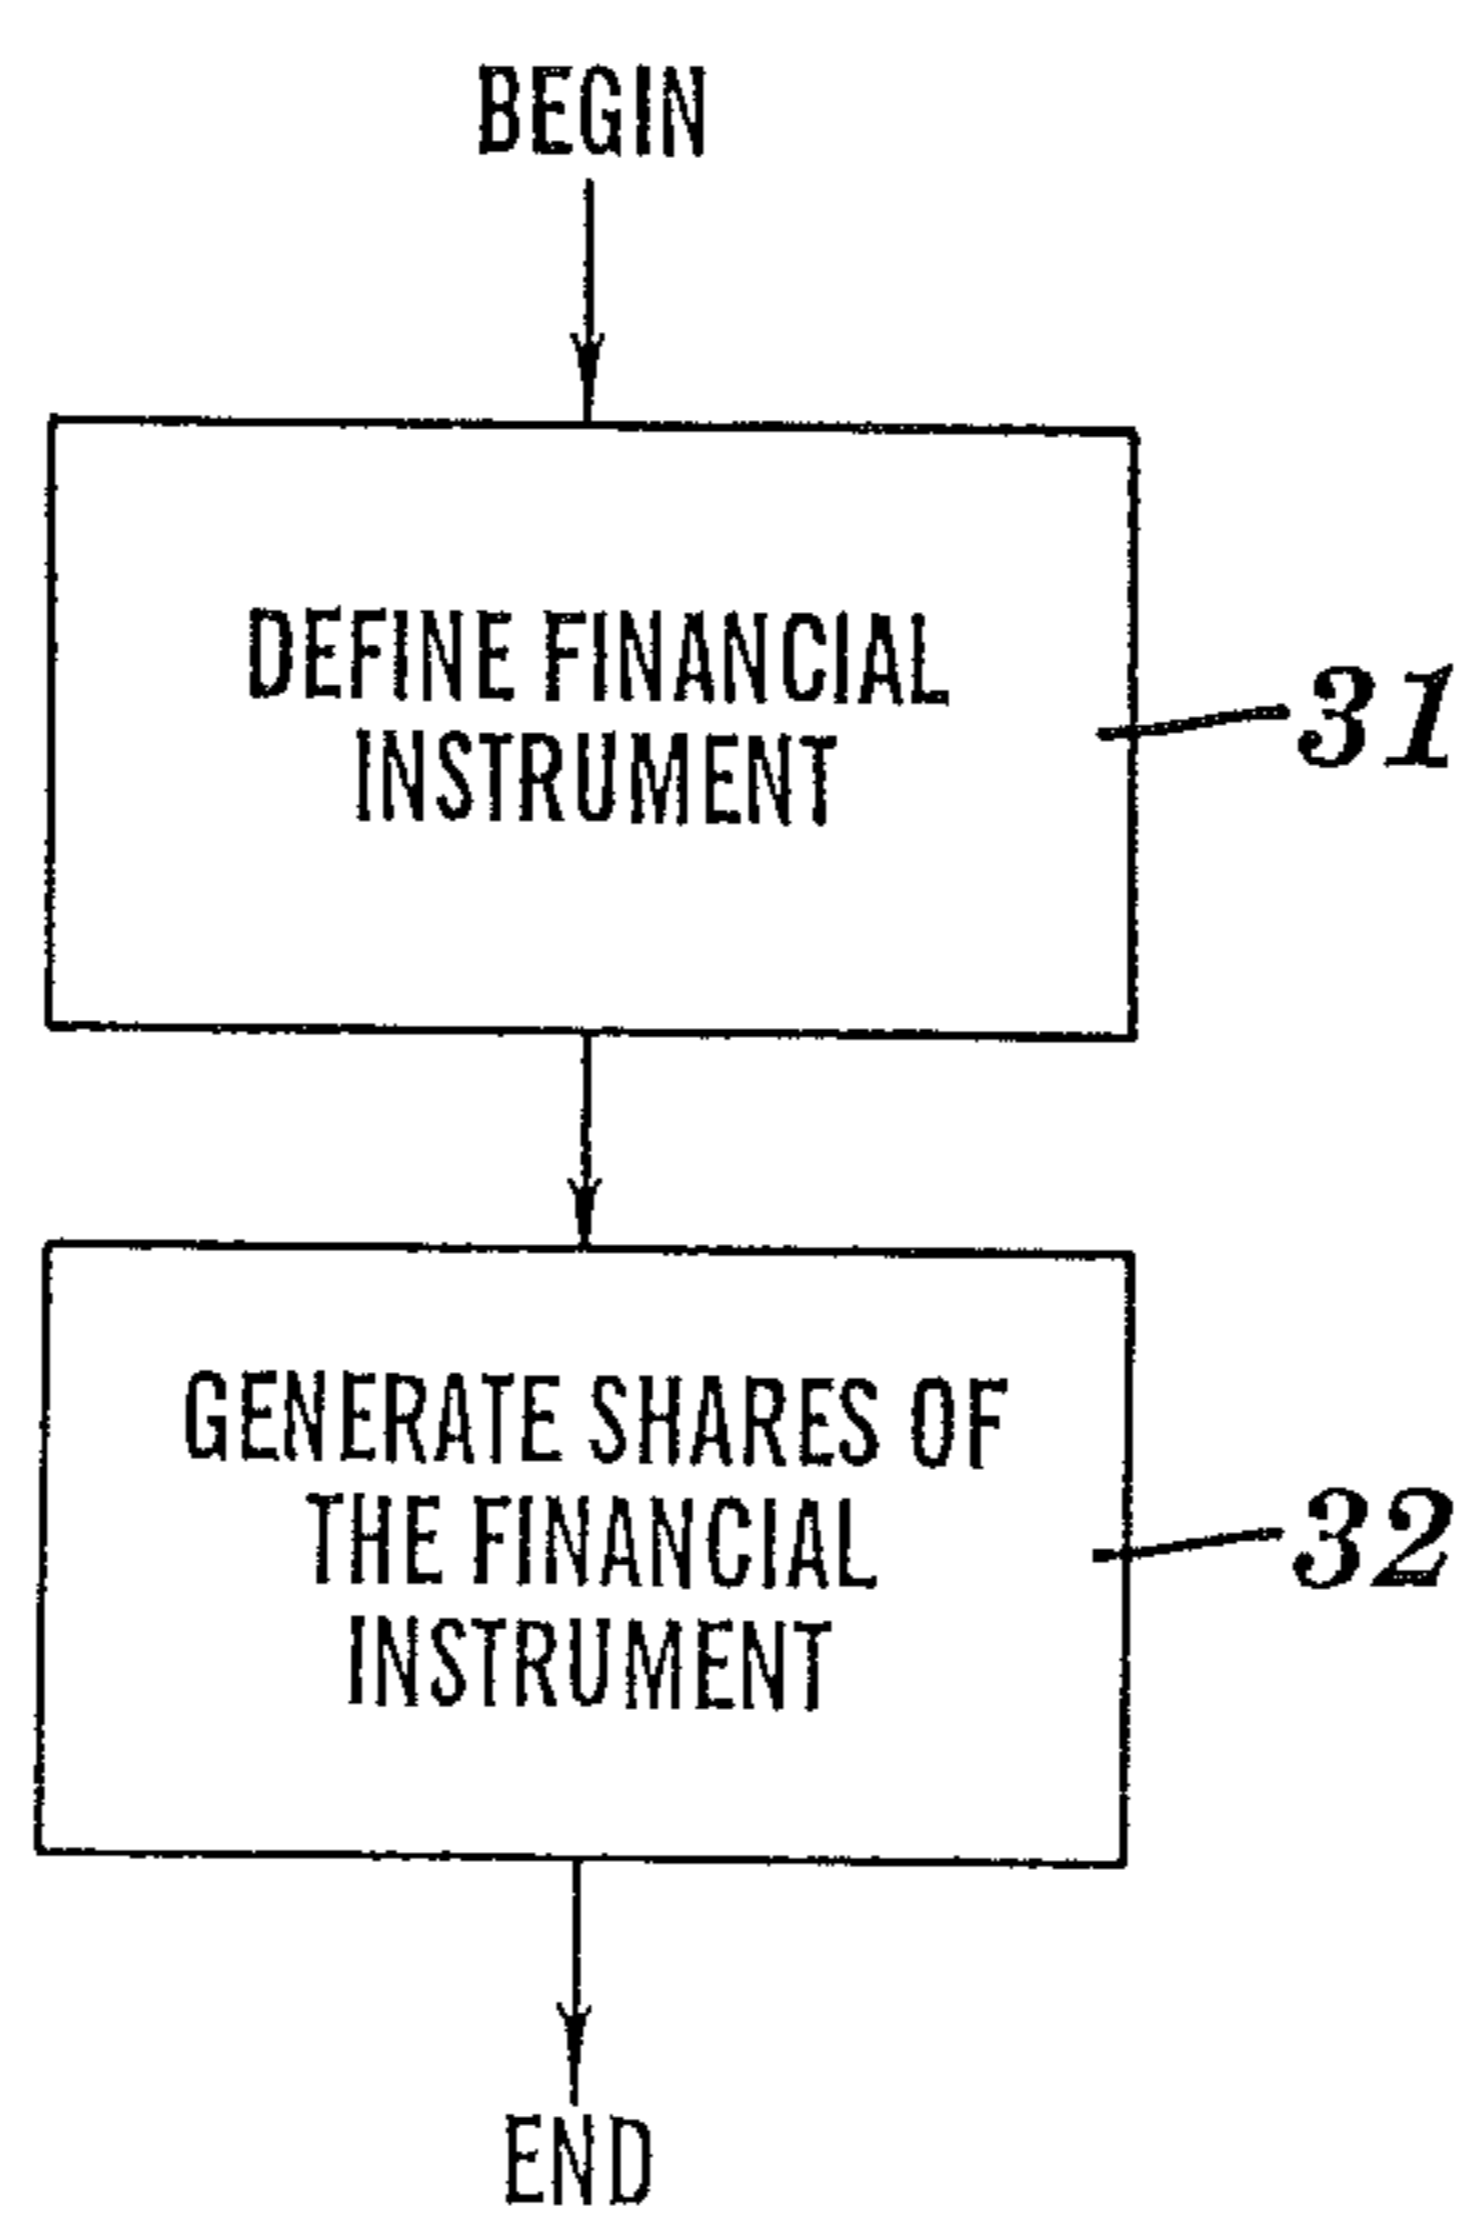 BEGIN
DEFINE FINANCIAL
INSTRUMENT
31
GENERATE SHARES OF
THE FINANCIAL
INSTRUMENT
32
END